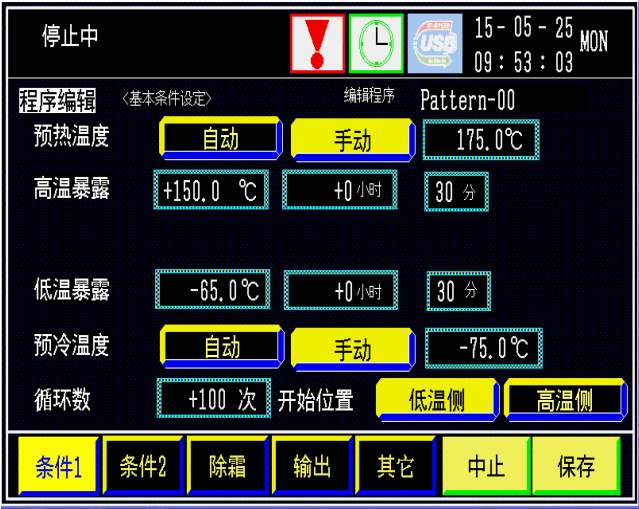 停止中 USB 15-05-25 MON
09:53:03
程序编辑 〈基本条件设定〉 编辑程序 Pattern-00
预热温度 自动 手动 175.0℃
高温暴露 +150.0 ℃ +0 小时 30 分
低温暴露 -65.0℃ +0 小时 30 分
预冷温度 自动 手动 -75.0℃
循环数 +100 次 开始位置 低温侧 高温侧
条件1 条件2 除霜 输出 其它 中止 保存